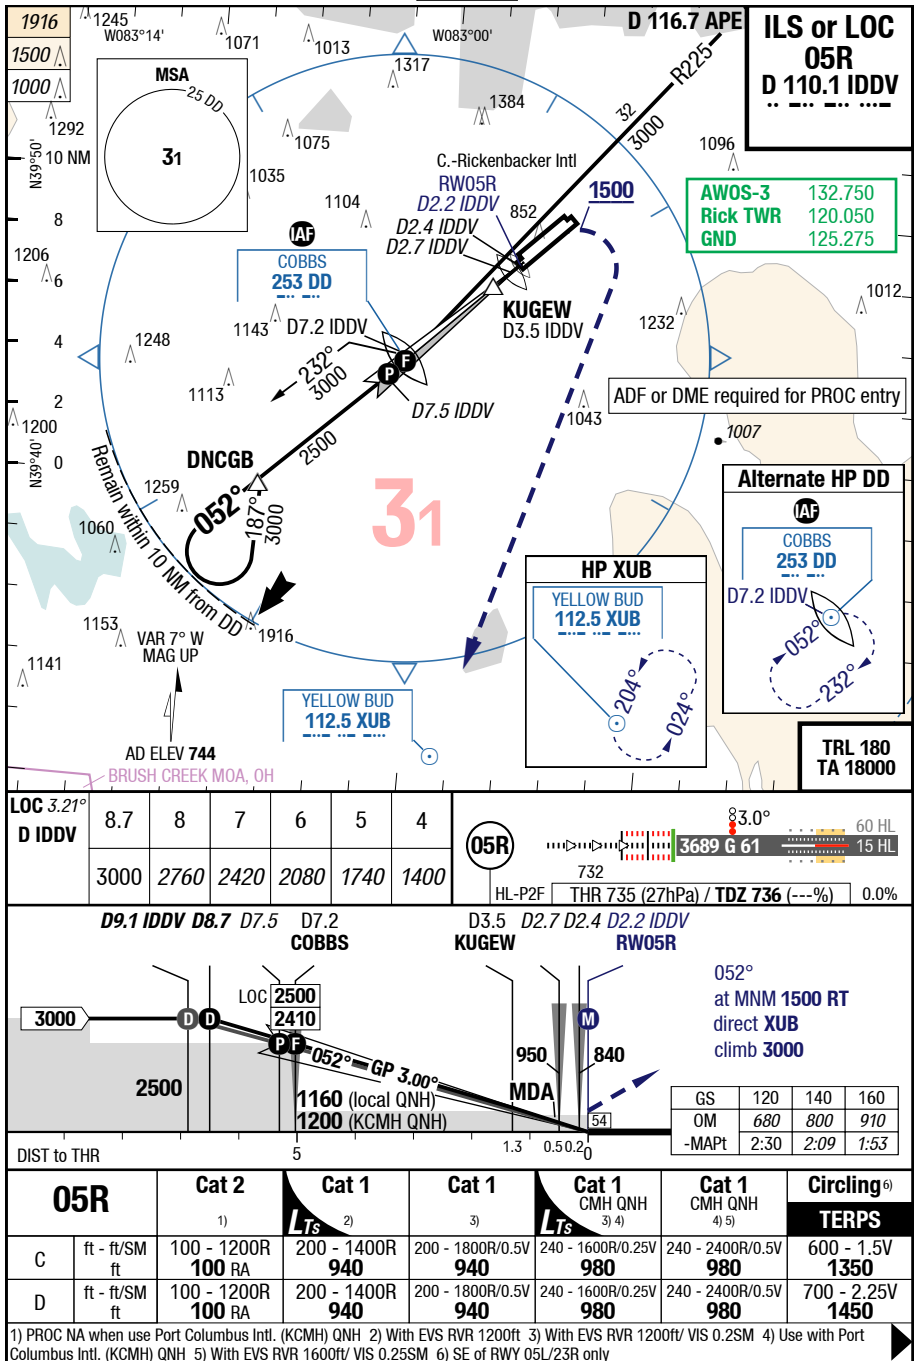 1916
1500
1000
1245
W083°14'
1071
1013
W083°00'
D 116.7 APE
ILS or LOC
05R
D 110.1 IDDV
MSA
25 DD
31
1317
R225
32
3000
1384
1292
1075
N39°50'
10 NM
1035
C.-Rickenbacker Intl
RW05R
D2.2 IDDV
1500
1096
AWOS-3 132.750
Rick TWR 120.050
GND 125.275
8
1104
852
D2.4 IDDV
D2.7 IDDV
IAF
COBBS
253 DD
1206
6
KUGEW
D3.5 IDDV
1012
1143
D7.2 IDDV
1232
1248
4
F
P
232°
3000
1113
D7.5 IDDV
ADF or DME required for PROC entry
2
1043
1200
2500
1007
N39°40'
0
DNCGB
052°
187°
3000
1259
31
Remain within 10 NM from DD
1060
Alternate HP DD
IAF
COBBS
253 DD
D7.2 IDDV
052°
232°
HP XUB
YELLOW BUD
112.5 XUB
204°
024°
1153
VAR 7° W
MAG UP
1916
1141
YELLOW BUD
112.5 XUB
AD ELEV 744
BRUSH CREEK MOA, OH
TRL 180
TA 18000
LOC 3.21°
D IDDV
8.7 8 7 6 5 4
3000 2760 2420 2080 1740 1400
05R
3.0°
60 HL
3689 G 61
15 HL
732
HL-P2F
THR 735 (27hPa) / TDZ 736 (---%)
0.0%
D9.1 IDDV D8.7 D7.5 D7.2 D3.5 D2.7 D2.4 D2.2 IDDV
COBBS KUGEW RW05R
052°
at MNM 1500 RT
direct XUB
climb 3000
LOC 2500
2410
3000
D D
M
P F
052° GP 3.00°
950
840
2500
1160 (local QNH)
1200 (KCMH QNH)
MDA
54
GS 120 140 160
OM 680 800 910
-MAPt 2:30 2:09 1:53
DIST to THR 5 1.3 0.5 0.2 0
05R
Cat 2 1)
LTS Cat 1 2)
Cat 1 3)
LTS Cat 1 CMH QNH 3) 4)
Cat 1 CMH QNH 4) 5)
Circling 6) TERPS
C ft - ft/SM 100 - 1200R 200 - 1400R 200 - 1800R/0.5V 240 - 1600R/0.25V 240 - 2400R/0.5V 600 - 1.5V
ft 100 RA 940 940 980 980 1350
D ft - ft/SM 100 - 1200R 200 - 1400R 200 - 1800R/0.5V 240 - 1600R/0.25V 240 - 2400R/0.5V 700 - 2.25V
ft 100 RA 940 940 980 980 1450
1) PROC NA when use Port Columbus Intl. (KCMH) QNH 2) With EVS RVR 1200ft 3) With EVS RVR 1200ft/ VIS 0.2SM 4) Use with Port
Columbus Intl. (KCMH) QNH 5) With EVS RVR 1600ft/ VIS 0.25SM 6) SE of RWY 05L/23R only